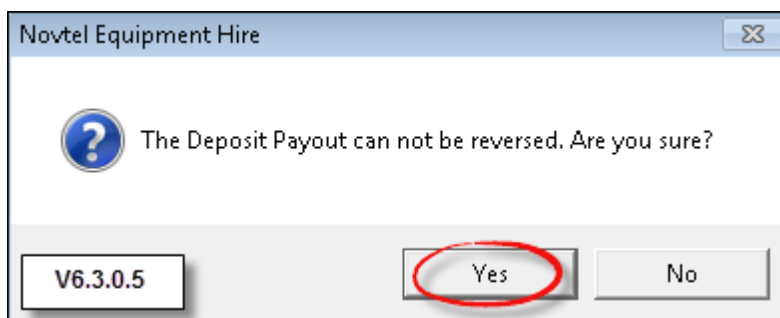 Novtel Equipment Hire
The Deposit Payout can not be reversed. Are you sure?
V6.3.0.5
Yes
No